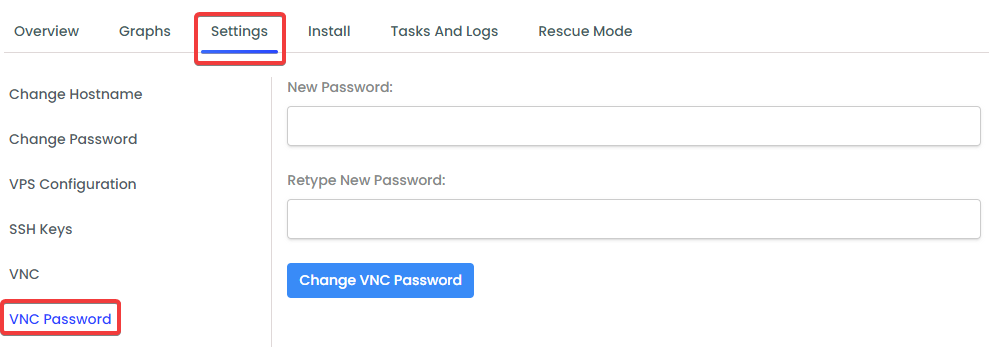 Overview Graphs Settings Install Tasks And Logs Rescue Mode
Change Hostname
Change Password
VPS Configuration
SSH Keys
VNC
VNC Password
New Password:
Retype New Password:
Change VNC Password